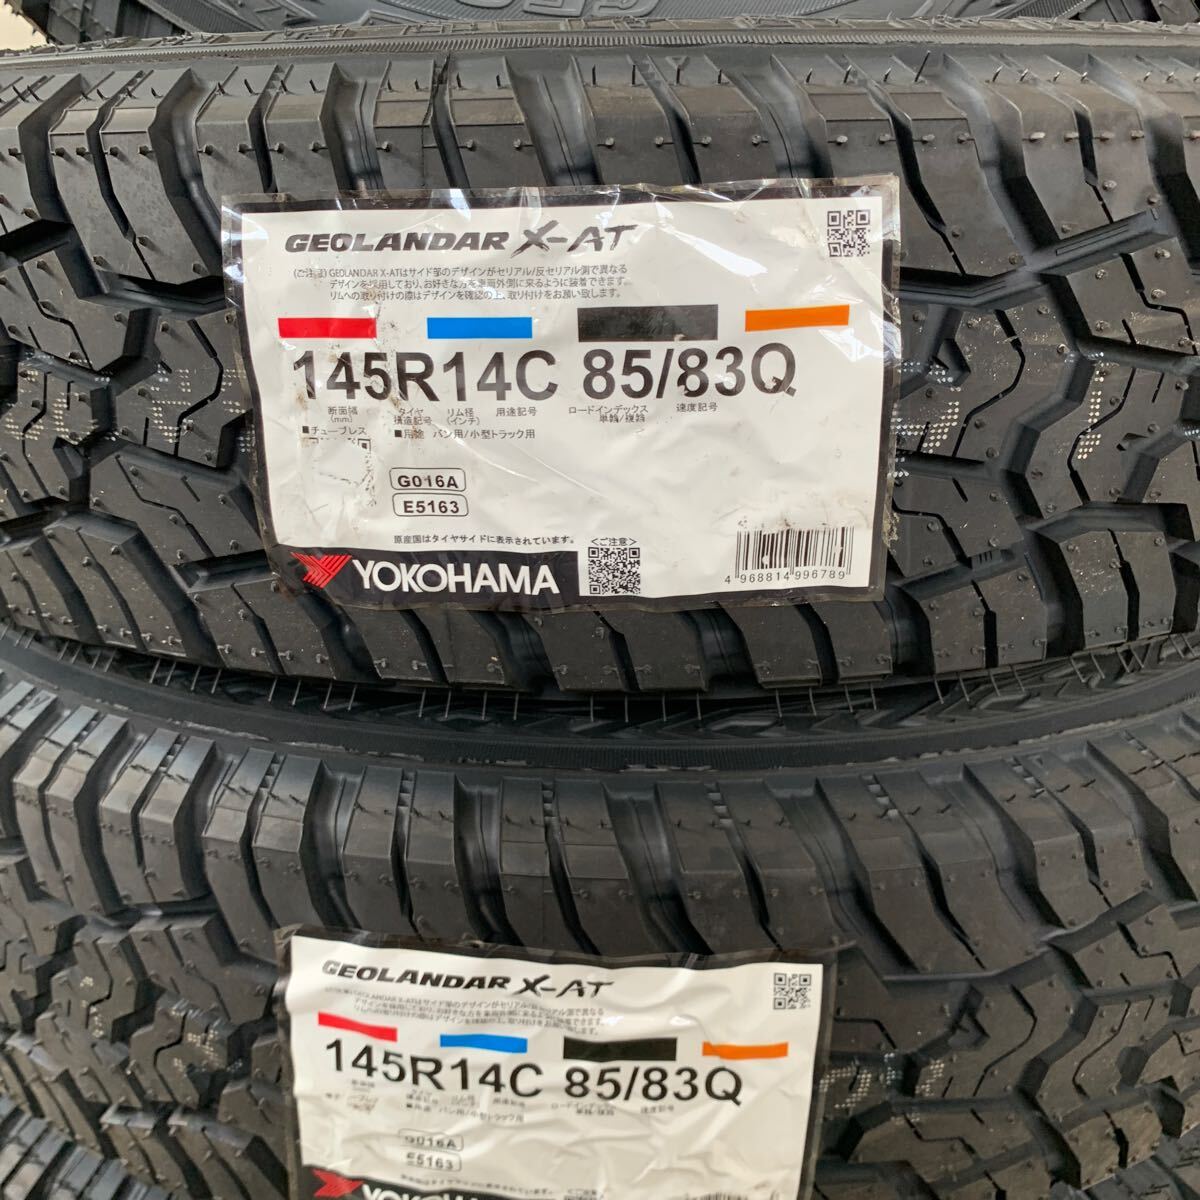 GEOLANDAR X-AT
(ご注意) GEOLANDAR X-ATはサイド部のデザインがセリアル/反セリアル側で異なる
デザインを採用しており、お好きな方を車両外側に来るように装着できます。
リムへの取り付けの際はデザインを確認の上、取り付けをお願い致します。
145R14C 85/83Q
断面幅 (mm) タイヤ構造記号 リム径 (インチ) 用途記号 ロードインデックス 単輪/複輪 速度記号
■チューブレス ■用途 バン用/小型トラック用
G016A
E5163
原産国はタイヤサイドに表示されています。 <ご注意>
YOKOHAMA
4 968814 996789
GEOLANDAR X-AT
145R14C 85/83Q
G016A
E5163
YOKOHAMA